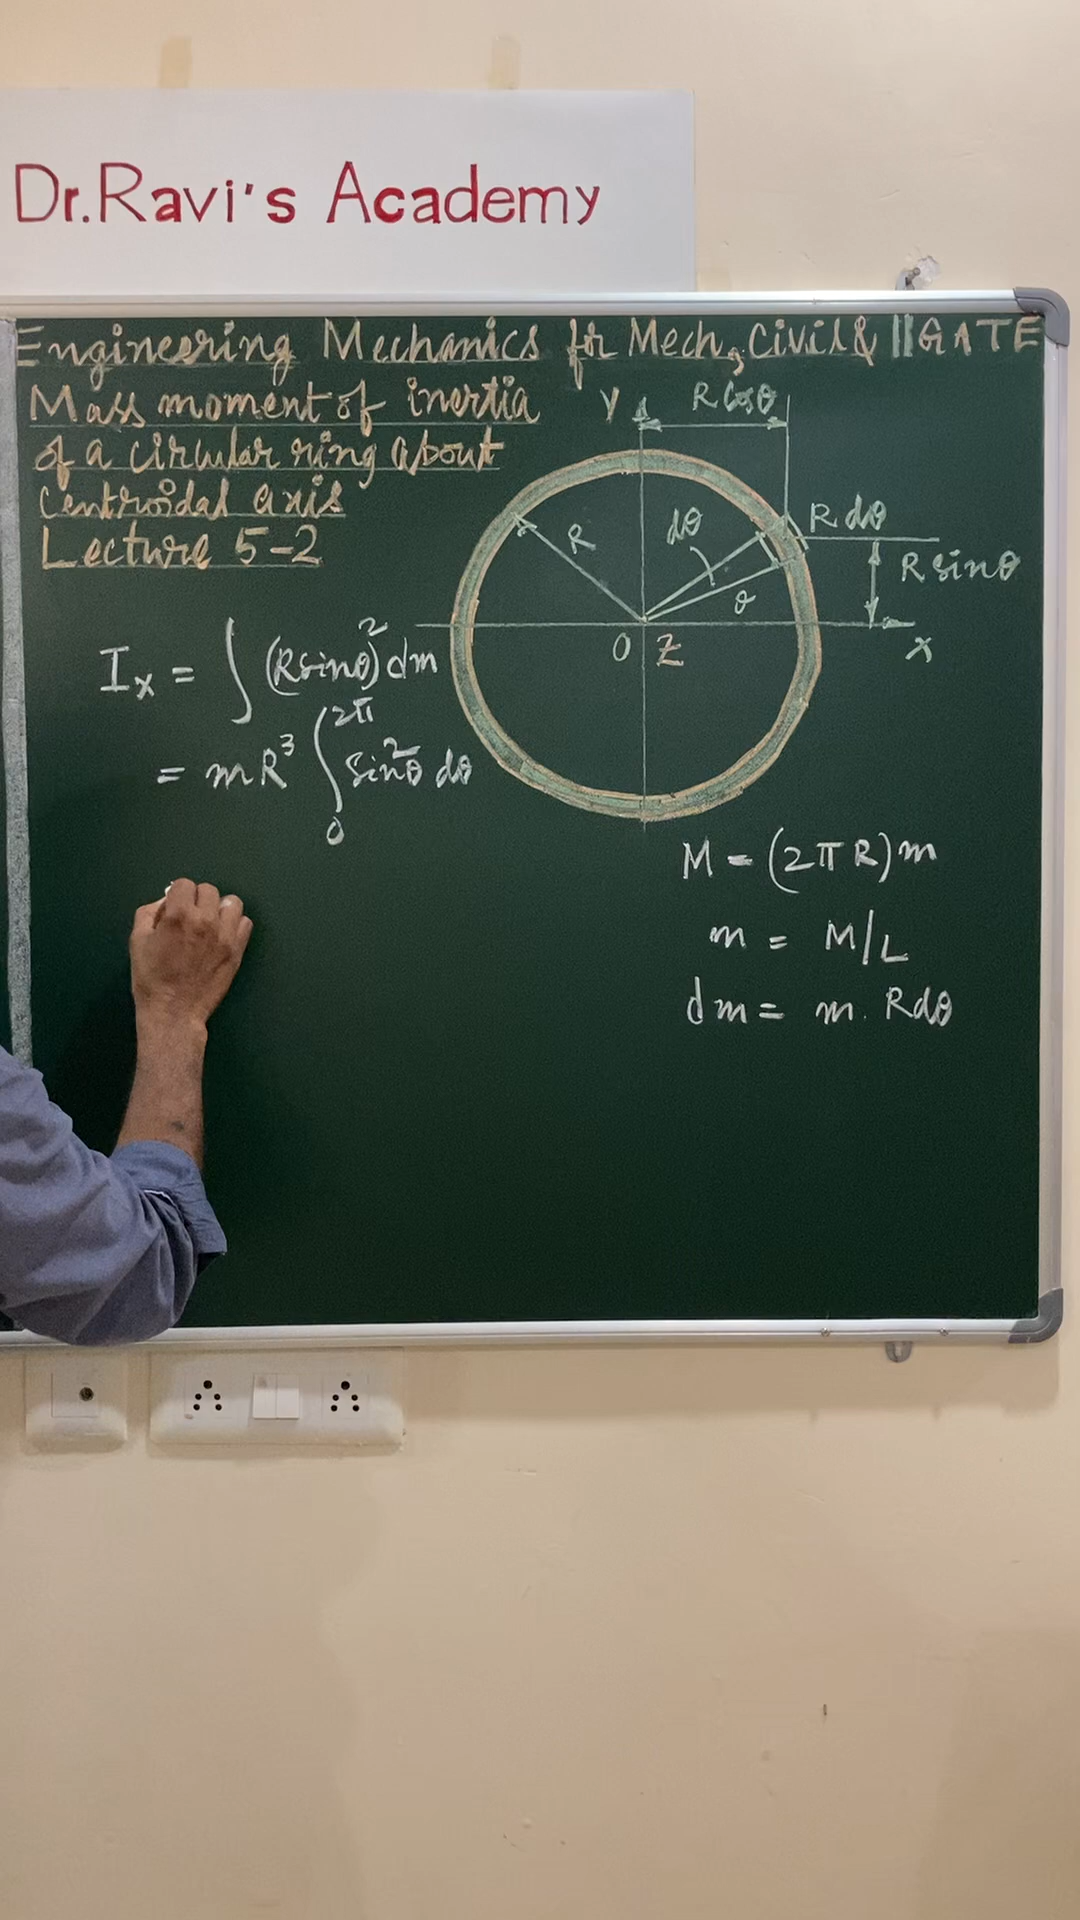 Dr.Ravi's Academy
Engineering Mechanics for Mech, Civil & ||GATE
Mass moment of inertia
of a circular ring about
Centroidal axis
Lecture 5-2
Y
R Cosθ
R
dθ
R dθ
R sinθ
θ
O
Z
x
I_x = ∫ (R sinθ)² dm
= mR³ ∫₀^{2π} sin²θ dθ
M = (2πR)m
m = M/L
dm = m. Rdθ